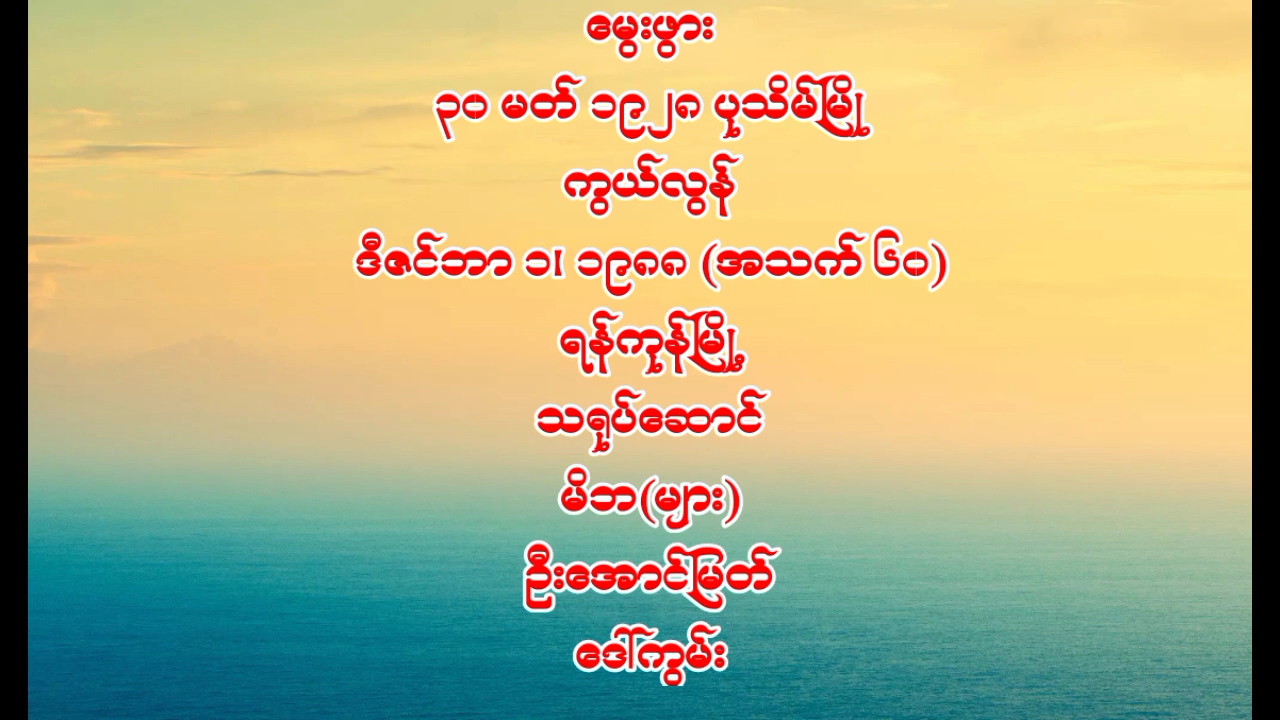 မွေးဖွား
၃၀ မတ် ၁၉၂၈ ပုသိမ်မြို့
ကွယ်လွန်
ဒီဇင်ဘာ ၁၊ ၁၉၈၈ (အသက် ၆၀)
ရန်ကုန်မြို့
သရုပ်ဆောင်
မိဘ(များ)
ဦးအောင်မြတ်
ဒေါ်ကွမ်း